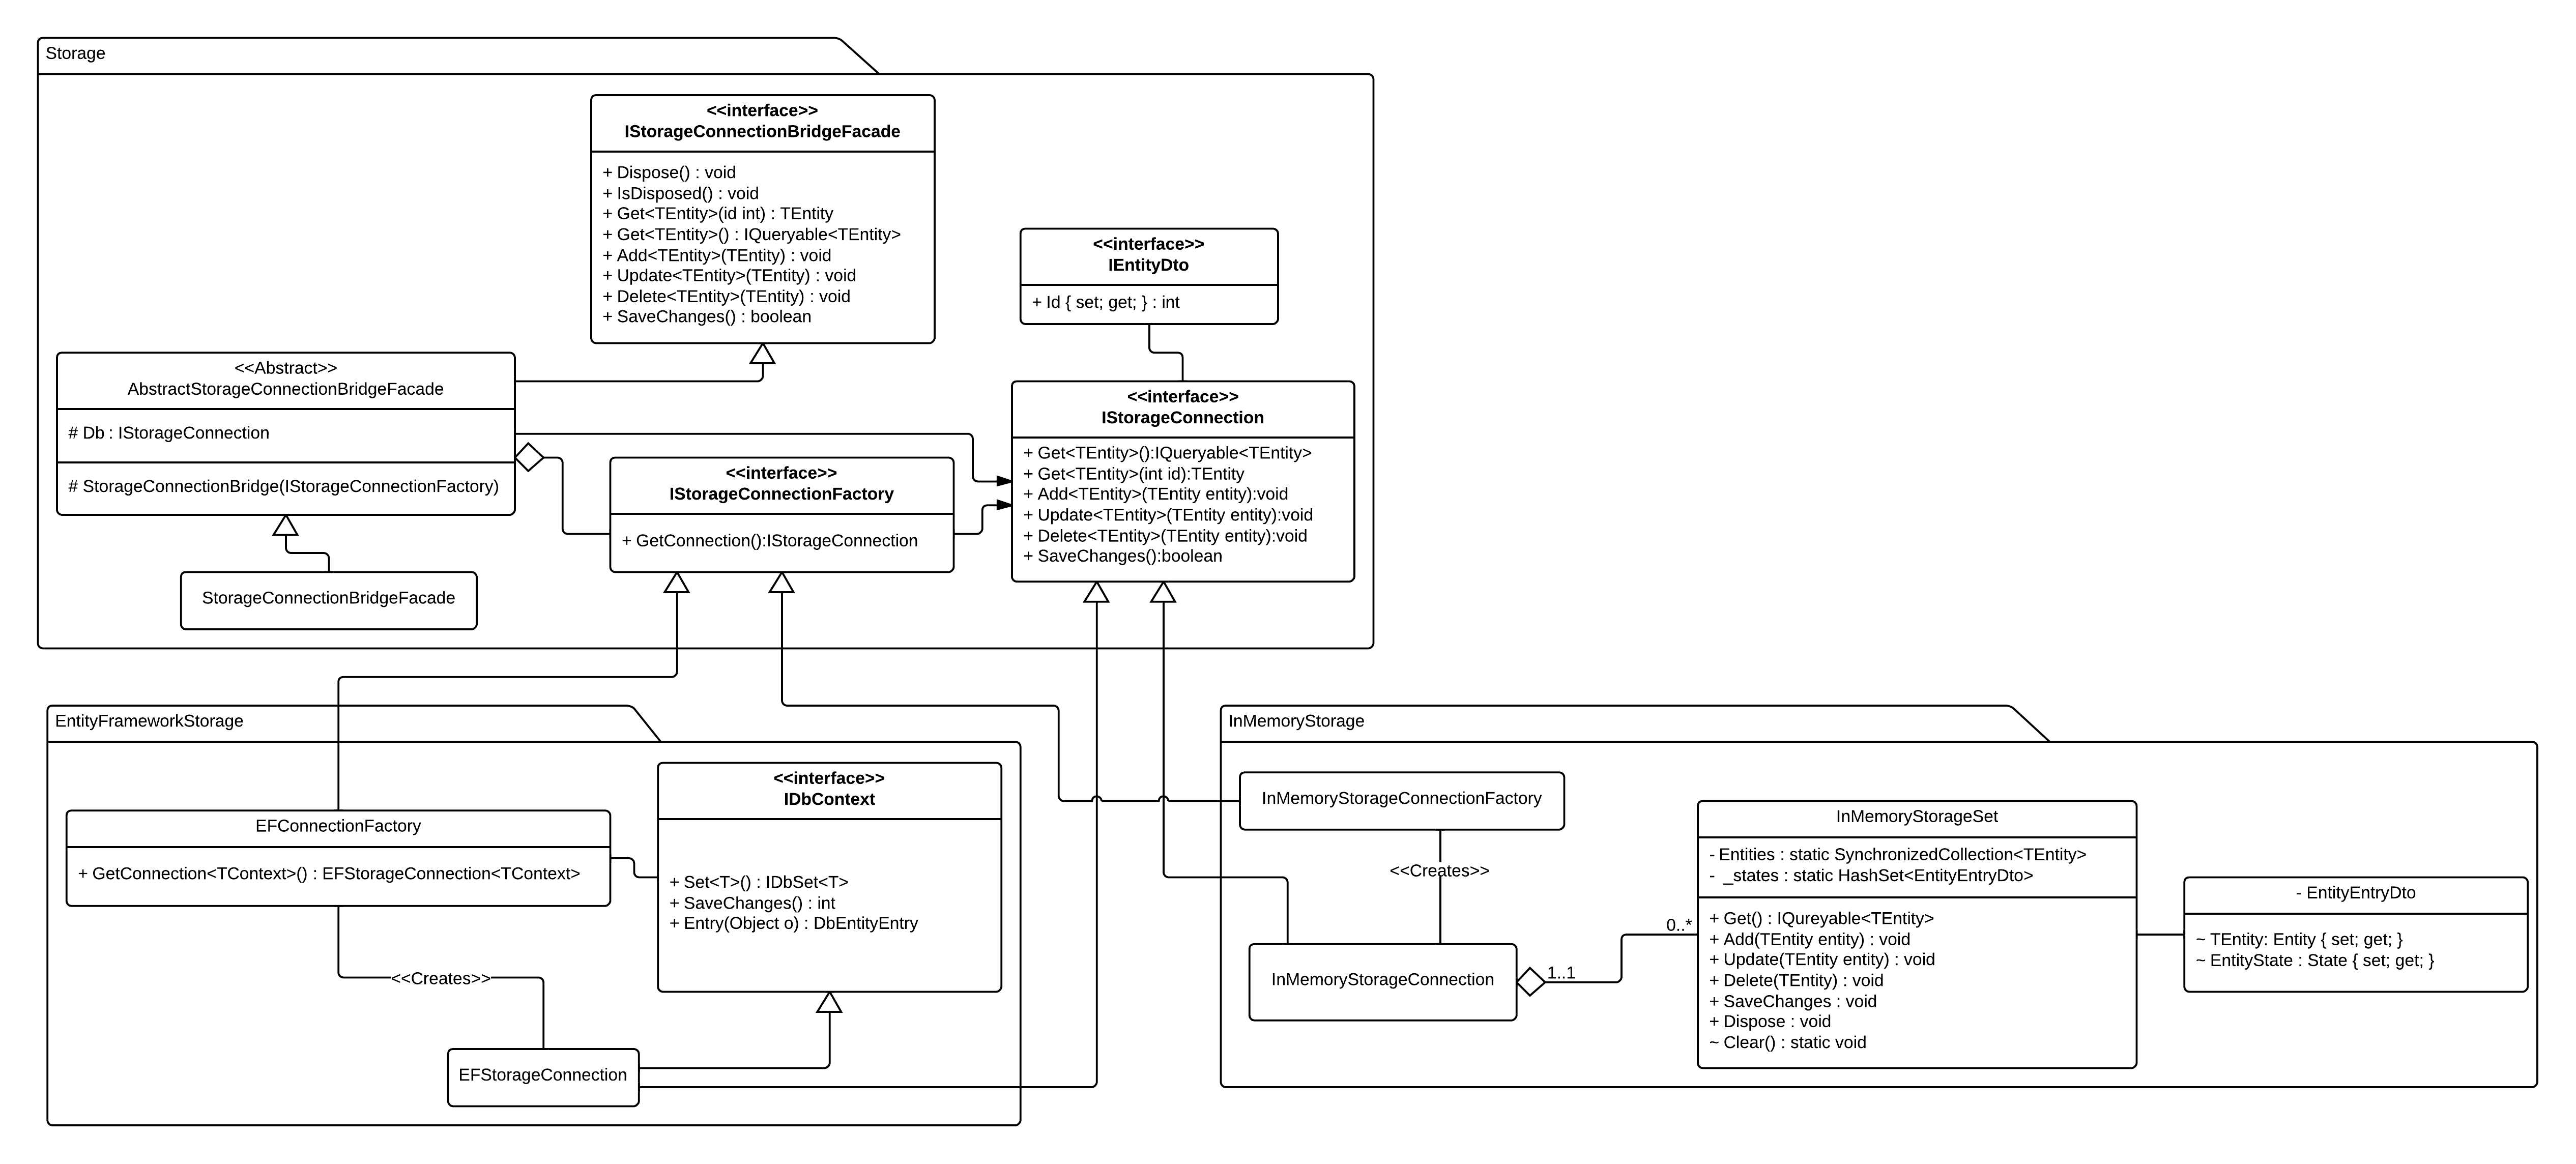 Storage
<<interface>>
IStorageConnectionBridgeFacade
+ Dispose() : void
+ IsDisposed() : void
+ Get<TEntity>(id int) : TEntity
+ Get<TEntity>() : IQueryable<TEntity>
+ Add<TEntity>(TEntity) : void
+ Update<TEntity>(TEntity) : void
+ Delete<TEntity>(TEntity) : void
+ SaveChanges() : boolean
<<interface>>
IEntityDto
+ Id { set; get; } : int
<<Abstract>>
AbstractStorageConnectionBridgeFacade
# Db : IStorageConnection
# StorageConnectionBridge(IStorageConnectionFactory)
<<interface>>
IStorageConnection
+ Get<TEntity>():IQueryable<TEntity>
+ Get<TEntity>(int id):TEntity
+ Add<TEntity>(TEntity entity):void
+ Update<TEntity>(TEntity entity):void
+ Delete<TEntity>(TEntity entity):void
+ SaveChanges():boolean
<<interface>>
IStorageConnectionFactory
+ GetConnection():IStorageConnection
StorageConnectionBridgeFacade
EntityFrameworkStorage
<<interface>>
IDbContext
+ Set<T>() : IDbSet<T>
+ SaveChanges() : int
+ Entry(Object o) : DbEntityEntry
EFConnectionFactory
+ GetConnection<TContext>() : EFStorageConnection<TContext>
<<Creates>>
EFStorageConnection
InMemoryStorage
InMemoryStorageConnectionFactory
<<Creates>>
InMemoryStorageConnection
1..1
0..*
InMemoryStorageSet
- Entities : static SynchronizedCollection<TEntity>
- _states : static HashSet<EntityEntryDto>
+ Get() : IQureyable<TEntity>
+ Add(TEntity entity) : void
+ Update(TEntity entity) : void
+ Delete(TEntity) : void
+ SaveChanges : void
+ Dispose : void
~ Clear() : static void
- EntityEntryDto
~ TEntity: Entity { set; get; }
~ EntityState : State { set; get; }